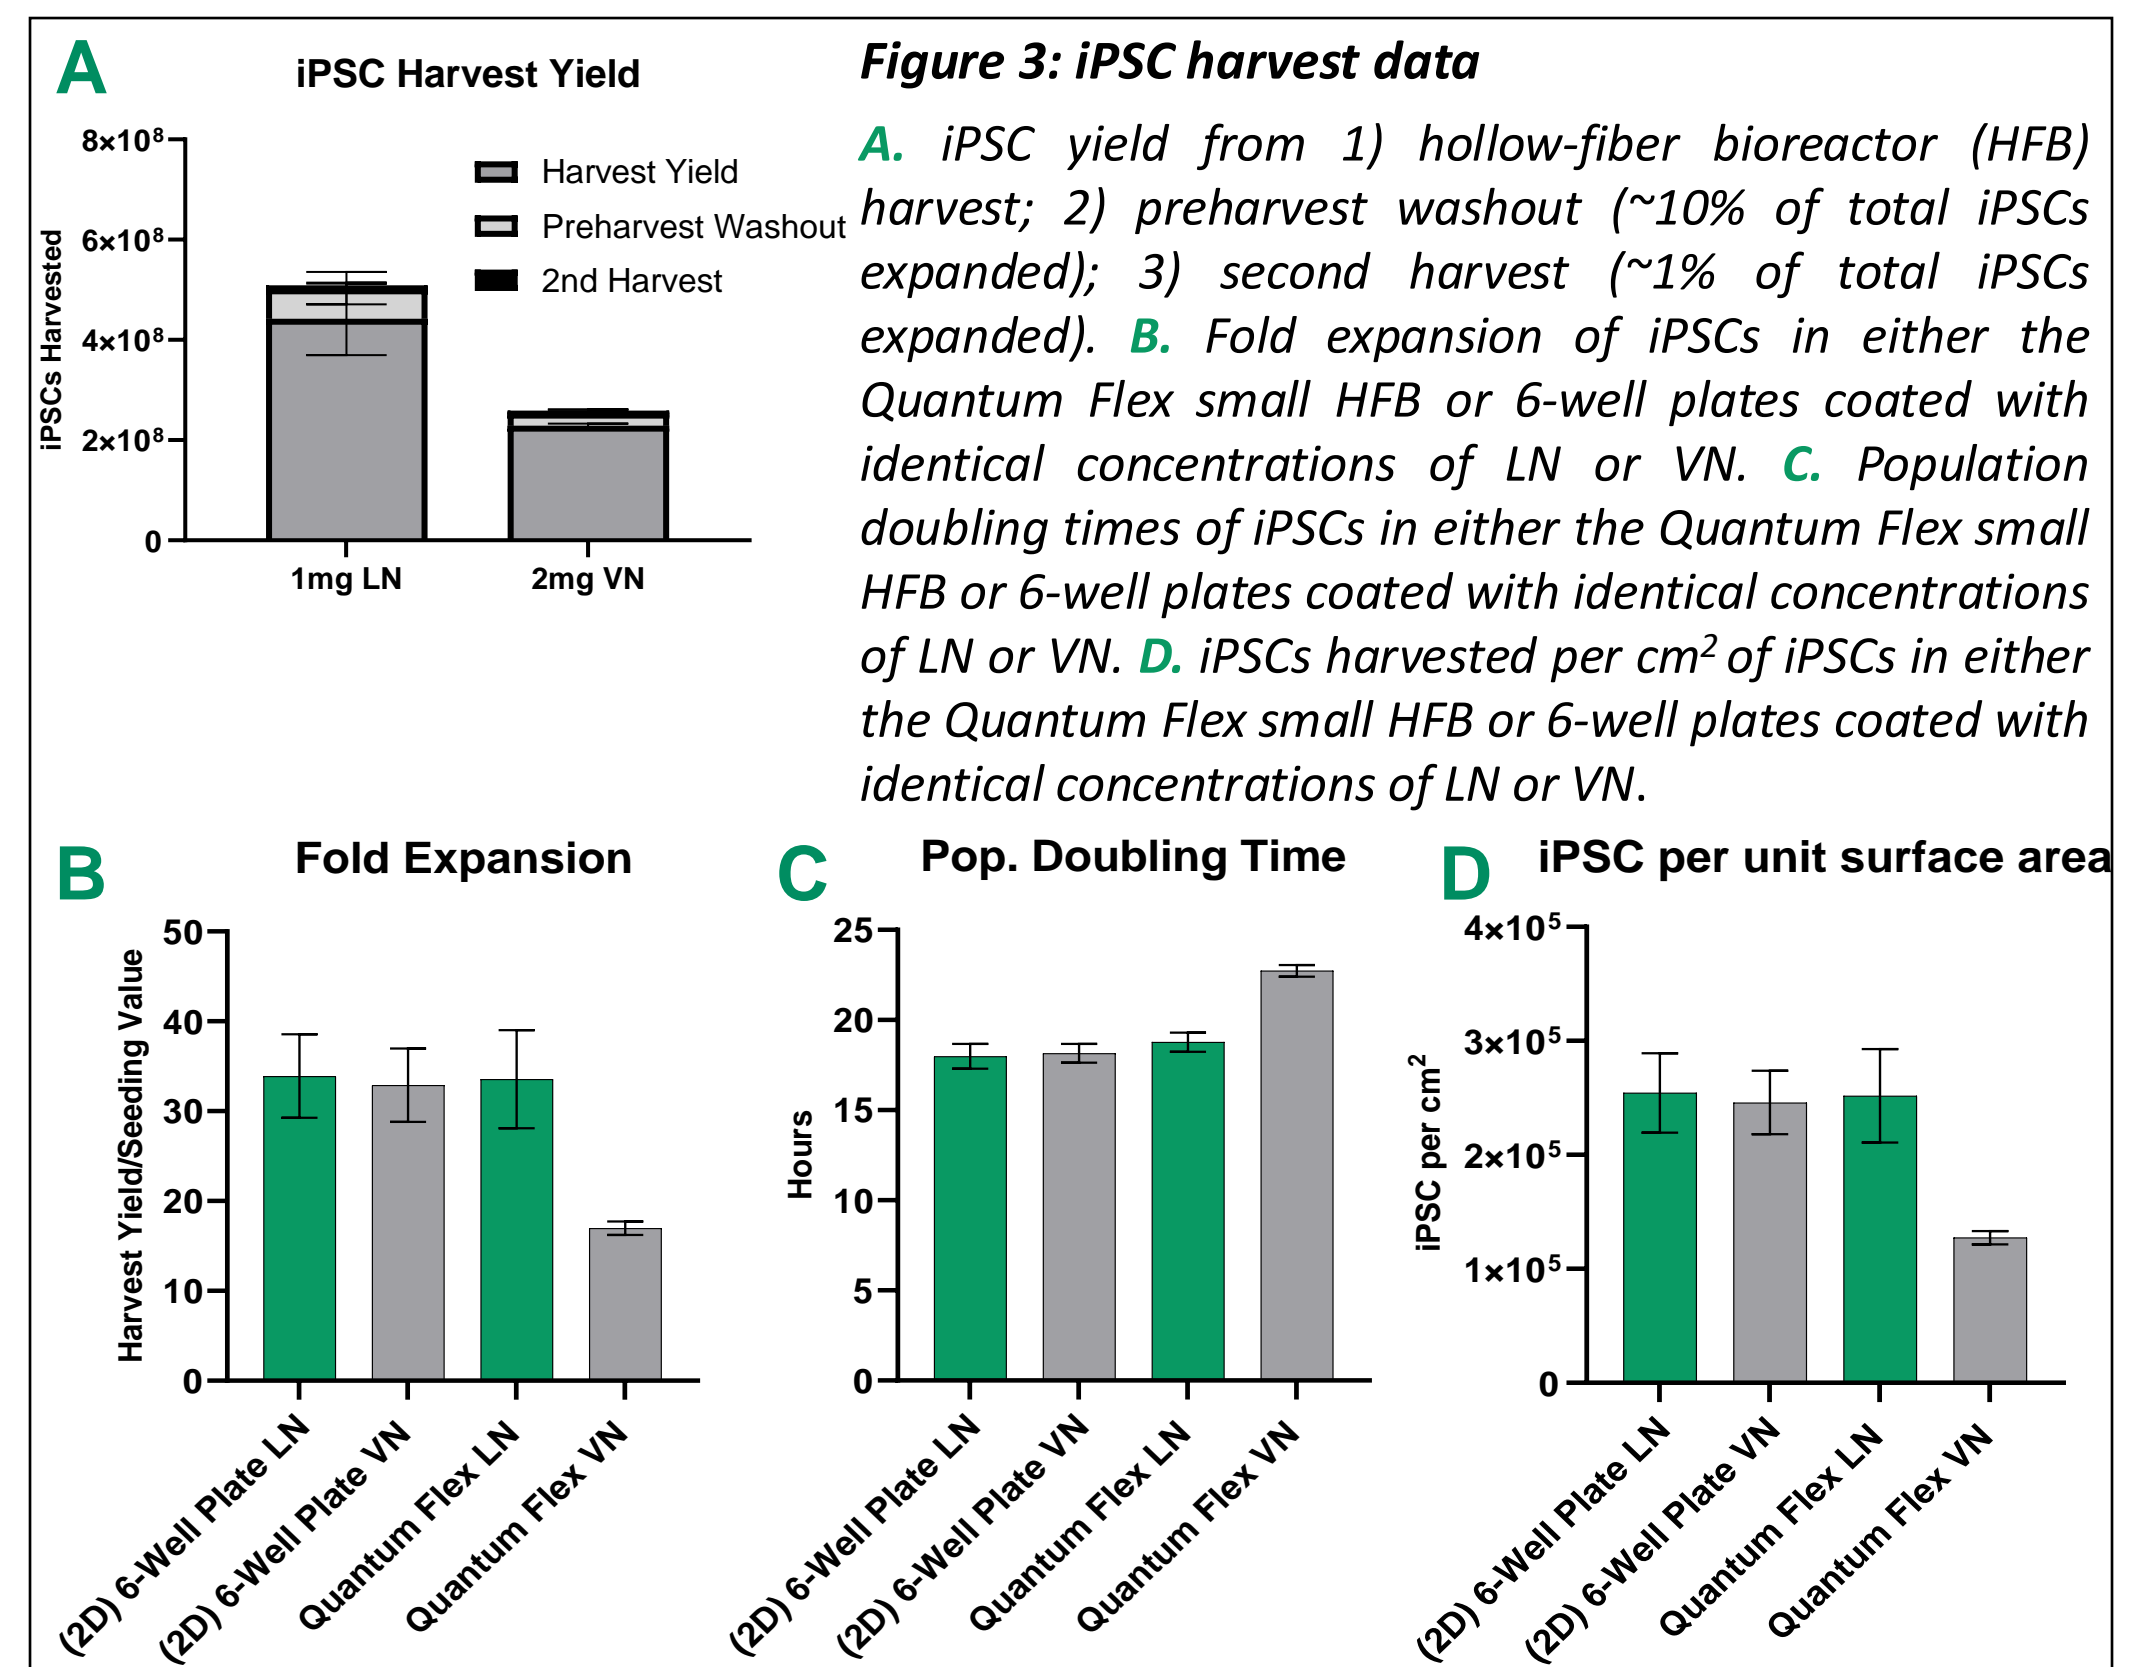 A
iPSC Harvest Yield
8×10⁸
6×10⁸
4×10⁸
2×10⁸
0
iPSCs Harvested
Harvest Yield
Preharvest Washout
2nd Harvest
1mg LN
2mg VN
Figure 3: iPSC harvest data
A. iPSC yield from 1) hollow-fiber bioreactor (HFB)
harvest; 2) preharvest washout (~10% of total iPSCs
expanded); 3) second harvest (~1% of total iPSCs
expanded). B. Fold expansion of iPSCs in either the
Quantum Flex small HFB or 6-well plates coated with
identical concentrations of LN or VN. C. Population
doubling times of iPSCs in either the Quantum Flex small
HFB or 6-well plates coated with identical concentrations
of LN or VN. D. iPSCs harvested per cm² of iPSCs in either
the Quantum Flex small HFB or 6-well plates coated with
identical concentrations of LN or VN.
B
Fold Expansion
50
40
30
20
10
0
Harvest Yield/Seeding Value
(2D) 6-Well Plate LN
(2D) 6-Well Plate VN
Quantum Flex LN
Quantum Flex VN
C
Pop. Doubling Time
25
20
15
10
5
0
Hours
(2D) 6-Well Plate LN
(2D) 6-Well Plate VN
Quantum Flex LN
Quantum Flex VN
D
iPSC per unit surface area
4×10⁵
3×10⁵
2×10⁵
1×10⁵
0
iPSC per cm²
(2D) 6-Well Plate LN
(2D) 6-Well Plate VN
Quantum Flex LN
Quantum Flex VN